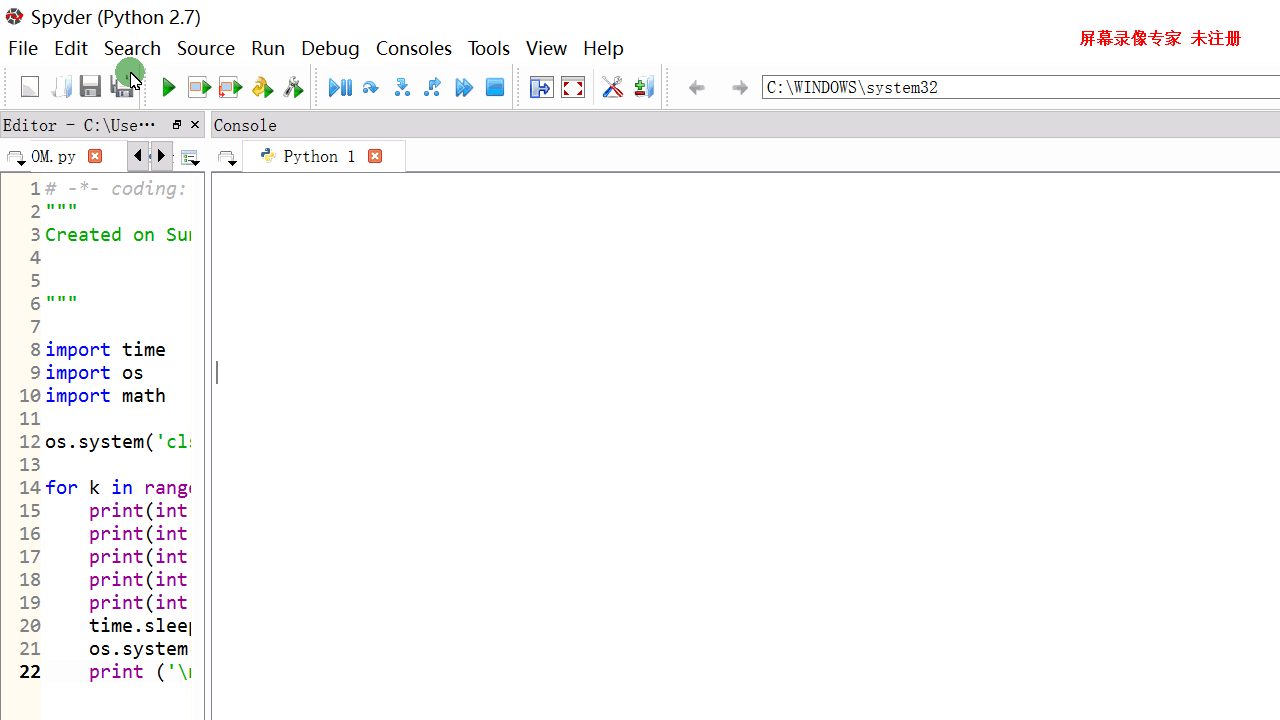 Spyder (Python 2.7)
File Edit Search Source Run Debug Consoles Tools View Help
屏幕录像专家 未注册
C:\WINDOWS\system32
Editor - C:\Use…
Console
OM.py
Python 1
1 # -*- coding:
2 """
3 Created on Sun
4
5
6 """
7
8 import time
9 import os
10 import math
11
12 os.system('cls
13
14 for k in range
15 print(int
16 print(int
17 print(int
18 print(int
19 print(int
20 time.sleep
21 os.system
22 print ('\n